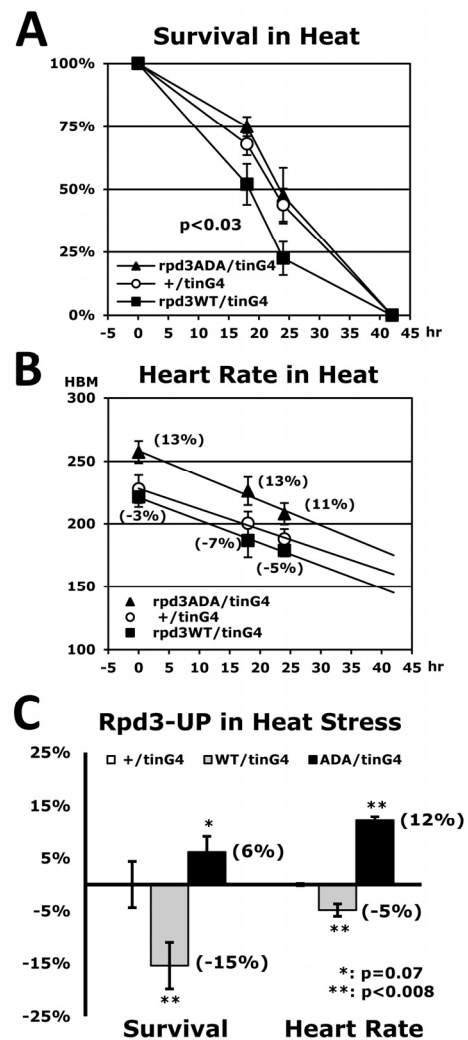 A
Survival in Heat
100%
75%
50%
25%
0%
p<0.03
rpd3ADA/tinG4
+/tinG4
rpd3WT/tinG4
-5 0 5 10 15 20 25 30 35 40 45 hr
B
HBM
Heart Rate in Heat
300
250
200
150
100
(13%)
(13%)
(11%)
(-3%)
(-7%)
(-5%)
rpd3ADA/tinG4
+/tinG4
rpd3WT/tinG4
-5 0 5 10 15 20 25 30 35 40 45 hr
C
Rpd3-UP in Heat Stress
25%
15%
5%
-5%
-15%
-25%
+/tinG4 WT/tinG4 ADA/tinG4
*
(6%)
**
(12%)
(-15%)
**
(-5%)
**
*: p=0.07
**: p<0.008
Survival Heart Rate